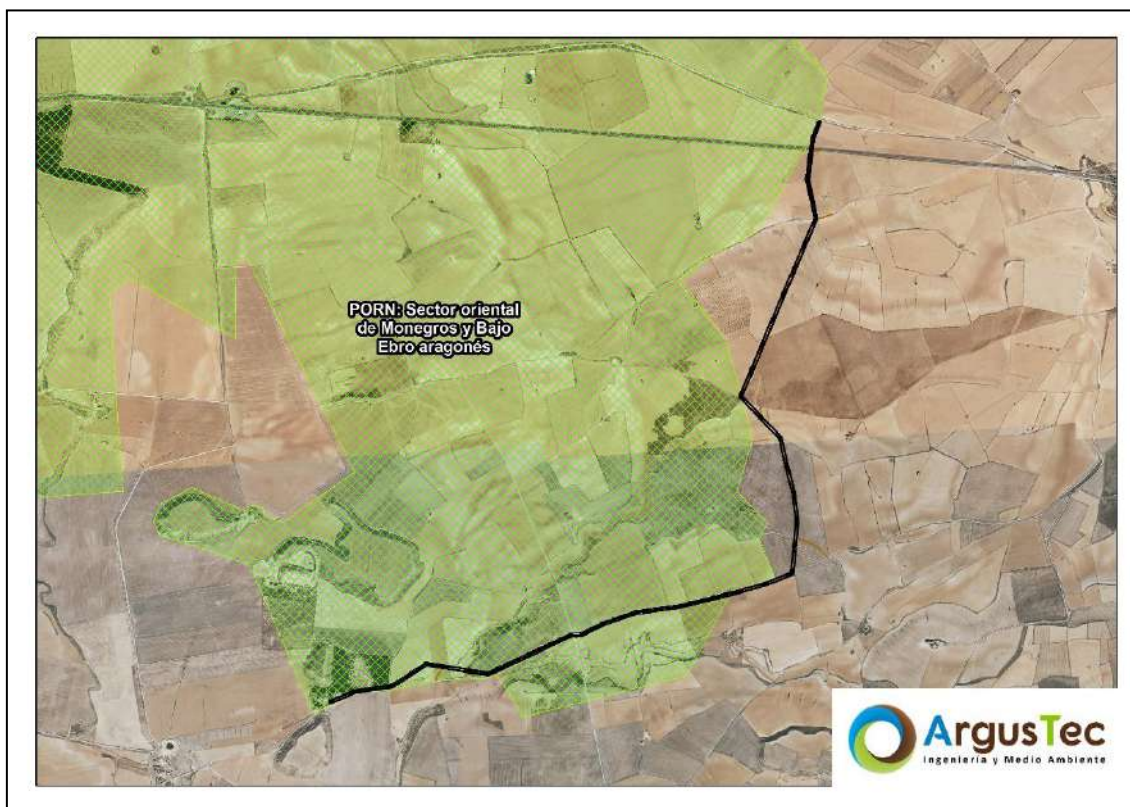 PORN: Sector oriental
de Monegros y Bajo
Ebro aragonés
ArgusTec
Ingeniería y Medio Ambiente